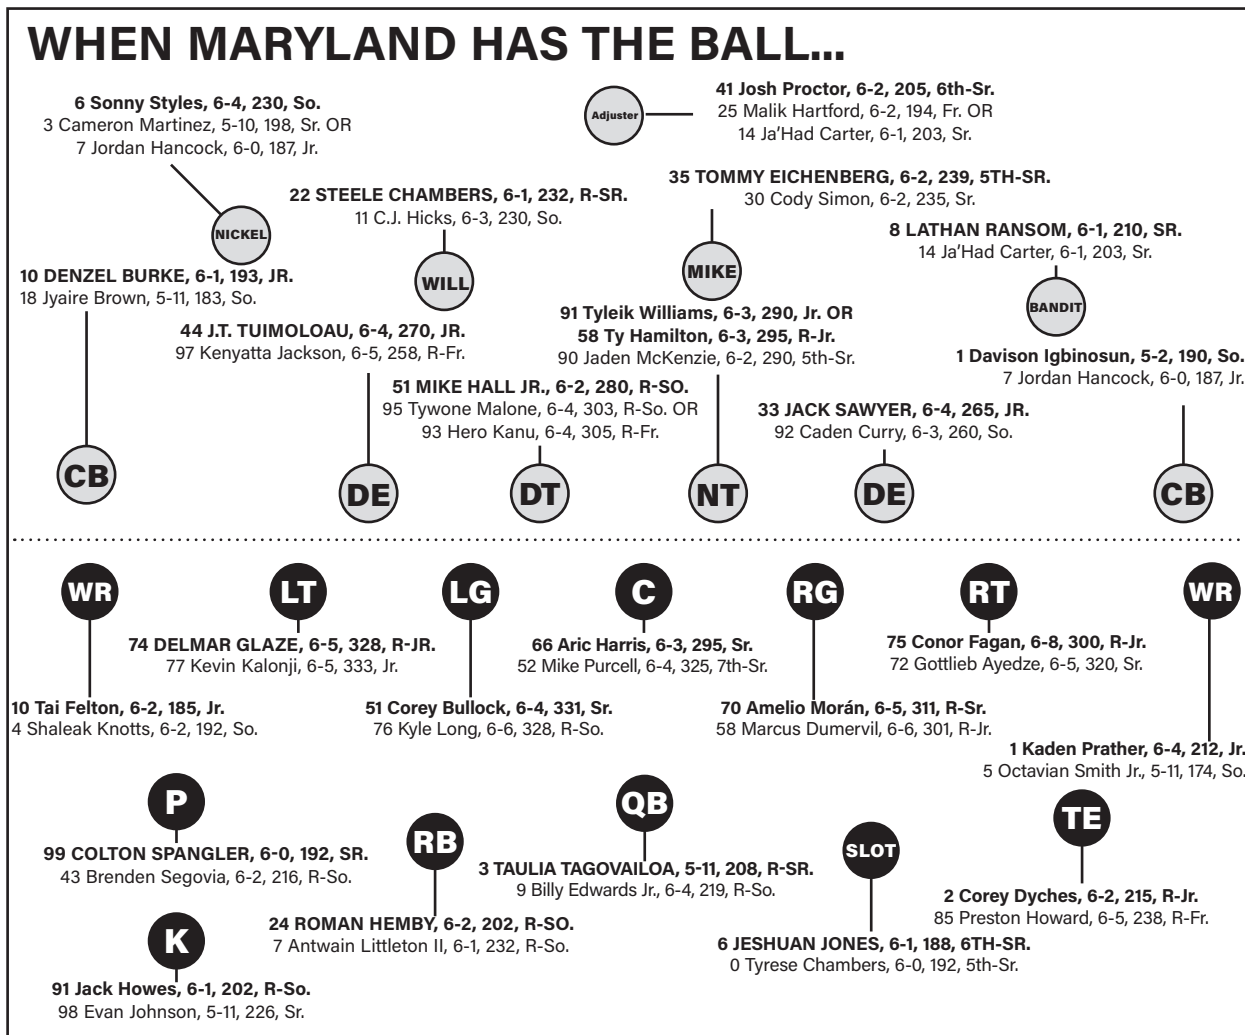 WHEN MARYLAND HAS THE BALL...
6 Sonny Styles, 6-4, 230, So.
3 Cameron Martinez, 5-10, 198, Sr. OR
7 Jordan Hancock, 6-0, 187, Jr.
NICKEL
Adjuster
41 Josh Proctor, 6-2, 205, 6th-Sr.
25 Malik Hartford, 6-2, 194, Fr. OR
14 Ja'Had Carter, 6-1, 203, Sr.
22 STEELE CHAMBERS, 6-1, 232, R-SR.
11 C.J. Hicks, 6-3, 230, So.
WILL
35 TOMMY EICHENBERG, 6-2, 239, 5TH-SR.
30 Cody Simon, 6-2, 235, Sr.
MIKE
8 LATHAN RANSOM, 6-1, 210, SR.
14 Ja'Had Carter, 6-1, 203, Sr.
BANDIT
10 DENZEL BURKE, 6-1, 193, JR.
18 Jyaire Brown, 5-11, 183, So.
CB
44 J.T. TUIMOLOAU, 6-4, 270, JR.
97 Kenyatta Jackson, 6-5, 258, R-Fr.
DE
51 MIKE HALL JR., 6-2, 280, R-SO.
95 Tywone Malone, 6-4, 303, R-So. OR
93 Hero Kanu, 6-4, 305, R-Fr.
DT
91 Tyleik Williams, 6-3, 290, Jr. OR
58 Ty Hamilton, 6-3, 295, R-Jr.
90 Jaden McKenzie, 6-2, 290, 5th-Sr.
NT
33 JACK SAWYER, 6-4, 265, JR.
92 Caden Curry, 6-3, 260, So.
DE
1 Davison Igbinosun, 5-2, 190, So.
7 Jordan Hancock, 6-0, 187, Jr.
CB
WR
10 Tai Felton, 6-2, 185, Jr.
4 Shaleak Knotts, 6-2, 192, So.
LT
74 DELMAR GLAZE, 6-5, 328, R-JR.
77 Kevin Kalonji, 6-5, 333, Jr.
LG
51 Corey Bullock, 6-4, 331, Sr.
76 Kyle Long, 6-6, 328, R-So.
C
66 Aric Harris, 6-3, 295, Sr.
52 Mike Purcell, 6-4, 325, 7th-Sr.
RG
70 Amelio Morán, 6-5, 311, R-Sr.
58 Marcus Dumervil, 6-6, 301, R-Jr.
RT
75 Conor Fagan, 6-8, 300, R-Jr.
72 Gottlieb Ayedze, 6-5, 320, Sr.
WR
1 Kaden Prather, 6-4, 212, Jr.
5 Octavian Smith Jr., 5-11, 174, So.
P
99 COLTON SPANGLER, 6-0, 192, SR.
43 Brenden Segovia, 6-2, 216, R-So.
RB
24 ROMAN HEMBY, 6-2, 202, R-SO.
7 Antwain Littleton II, 6-1, 232, R-So.
QB
3 TAULIA TAGOVAILOA, 5-11, 208, R-SR.
9 Billy Edwards Jr., 6-4, 219, R-So.
SLOT
6 JESHUAN JONES, 6-1, 188, 6TH-SR.
0 Tyrese Chambers, 6-0, 192, 5th-Sr.
TE
2 Corey Dyches, 6-2, 215, R-Jr.
85 Preston Howard, 6-5, 238, R-Fr.
K
91 Jack Howes, 6-1, 202, R-So.
98 Evan Johnson, 5-11, 226, Sr.